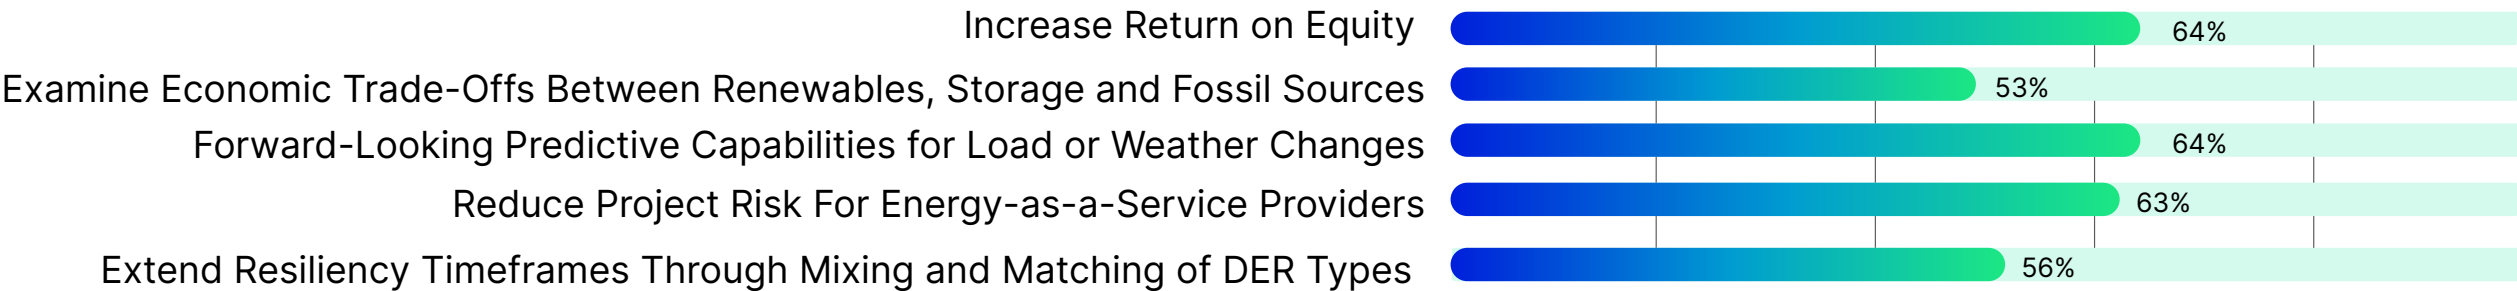 Increase Return on Equity 64%
Examine Economic Trade-Offs Between Renewables, Storage and Fossil Sources 53%
Forward-Looking Predictive Capabilities for Load or Weather Changes 64%
Reduce Project Risk For Energy-as-a-Service Providers 63%
Extend Resiliency Timeframes Through Mixing and Matching of DER Types 56%